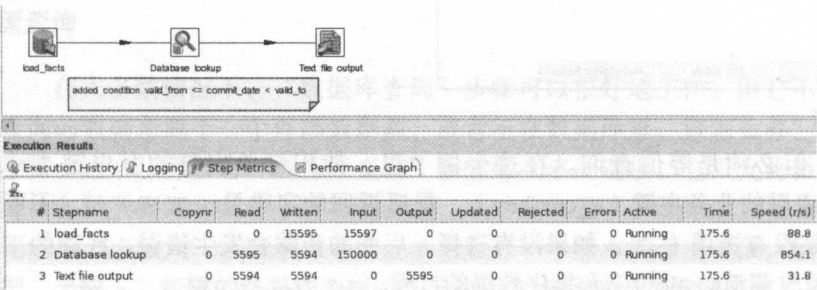 load_facts
Database lookup
Text file output
added condition valid_from <= commit_date < valid_to
Execution Results
Execution History Logging Step Metrics Performance Graph
# Stepname Copynr Read Written Input Output Updated Rejected Errors Active Time Speed (r/s)
1 load_facts 0 0 15595 15597 0 0 0 0 Running 175.6 88.8
2 Database lookup 0 5595 5594 150000 0 0 0 0 Running 175.6 854.1
3 Text file output 0 5594 5594 0 5595 0 0 0 Running 175.6 31.8